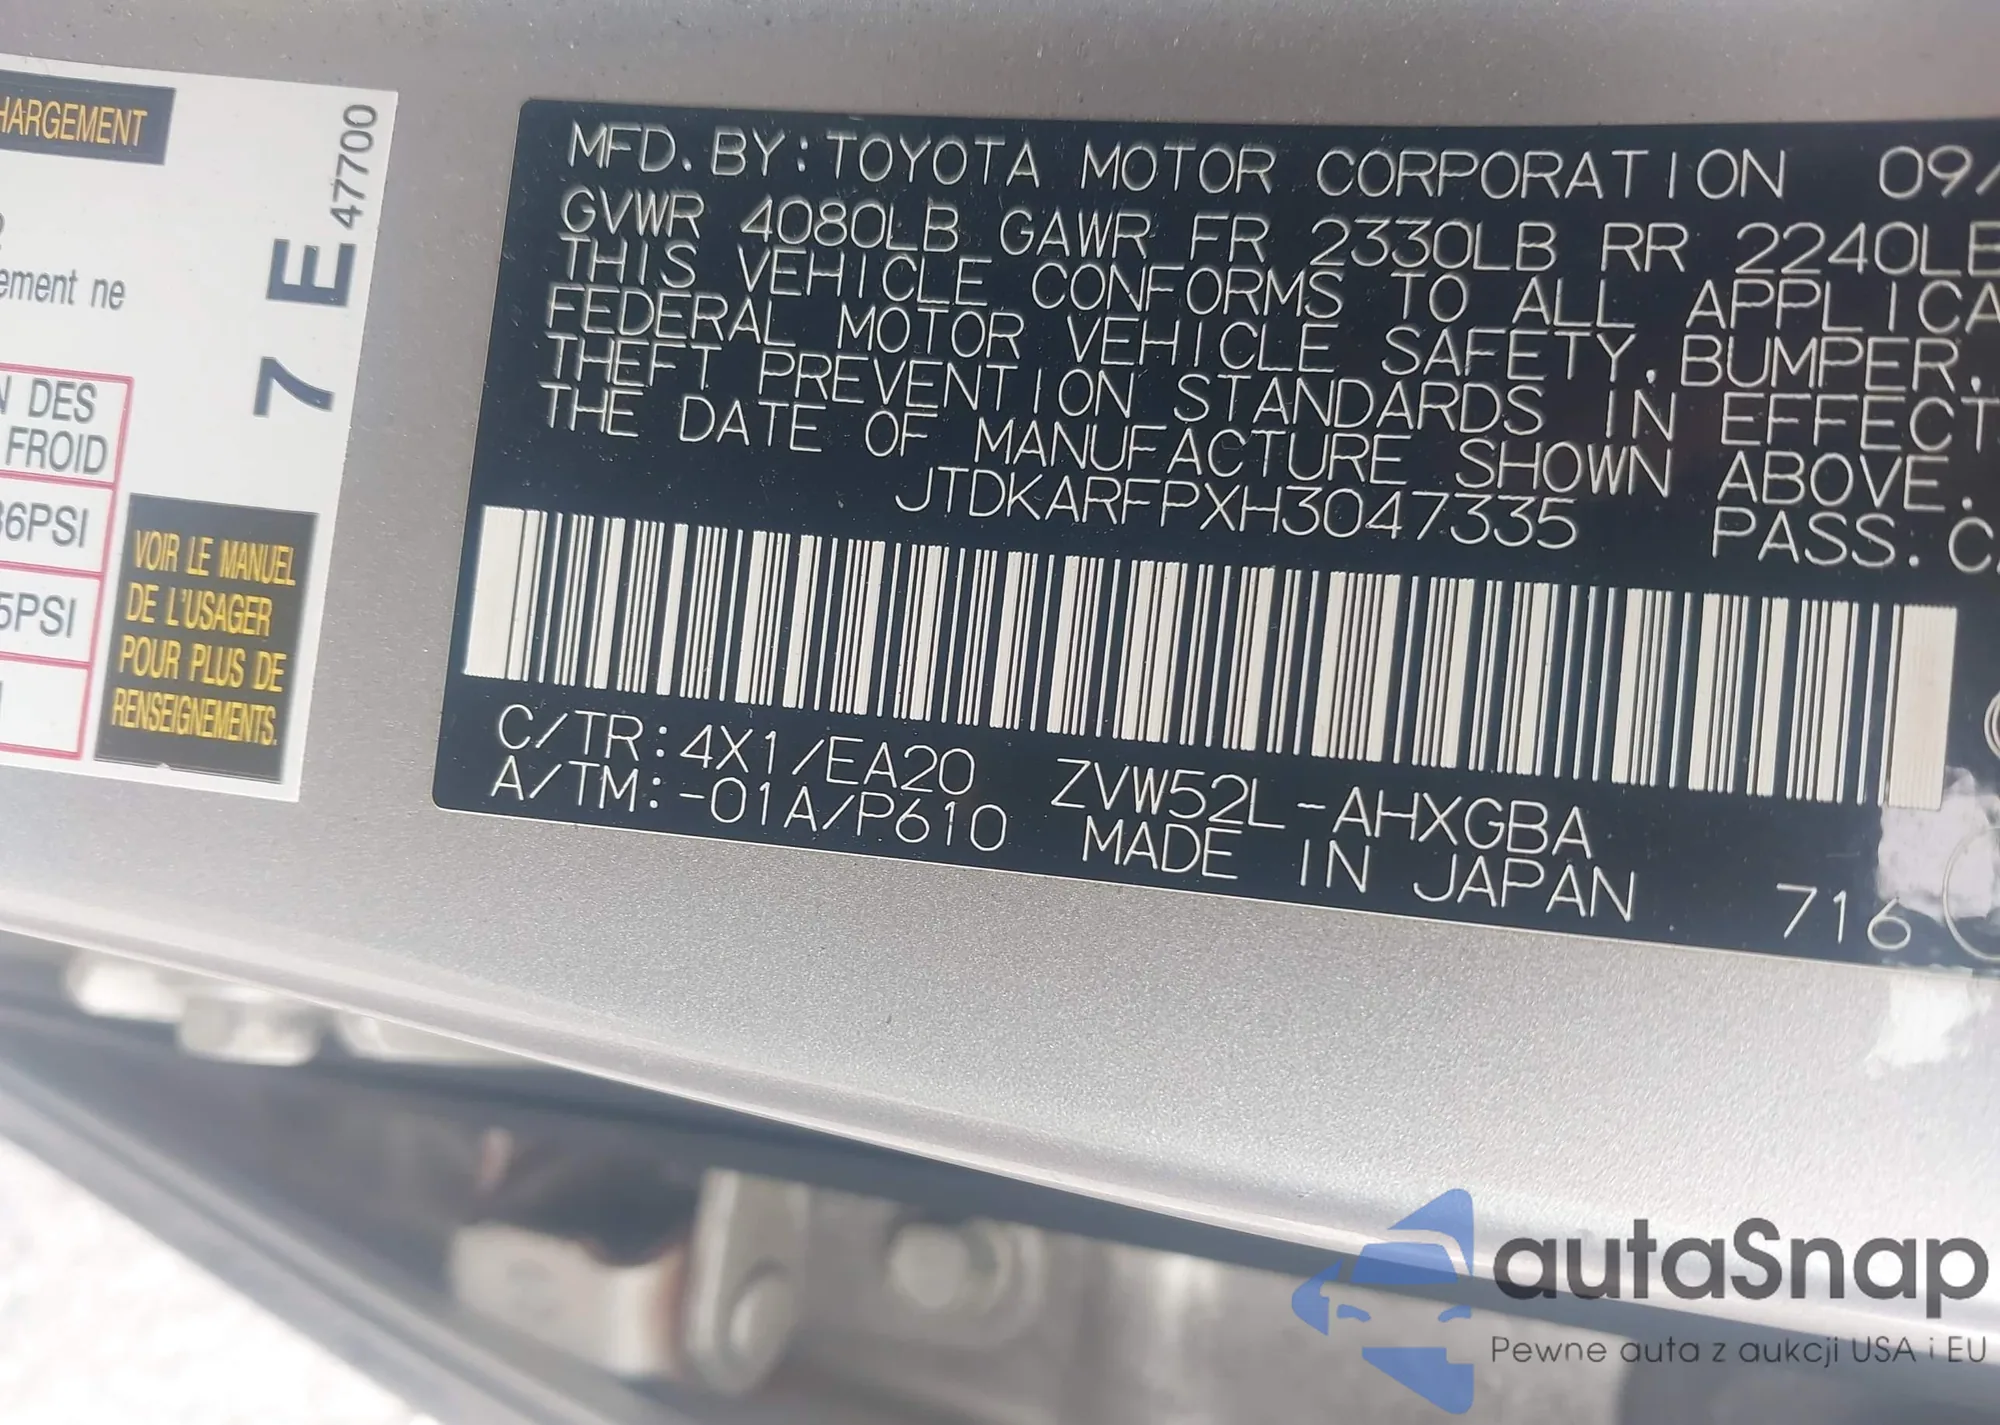 HARGEMENT
47700
7 E
ement ne
N DES
FROID
36PSI
5PSI
VOIR LE MANUEL
DE L'USAGER
POUR PLUS DE
RENSEIGNEMENTS.
MFD. BY: TOYOTA MOTOR CORPORATION 09/
GVWR 4080LB GAWR FR 2330LB RR 2240LB
THIS VEHICLE CONFORMS TO ALL APPLICA
FEDERAL MOTOR VEHICLE SAFETY, BUMPER,
THEFT PREVENTION STANDARDS IN EFFECT
THE DATE OF MANUFACTURE SHOWN ABOVE.
JTDKARFPXH3047335 PASS. CA
C/TR: 4X1/EA20 ZVW52L-AHXGBA
A/TM: -01A/P610 MADE IN JAPAN 716
autaSnap
Pewne auta z aukcji USA i EU